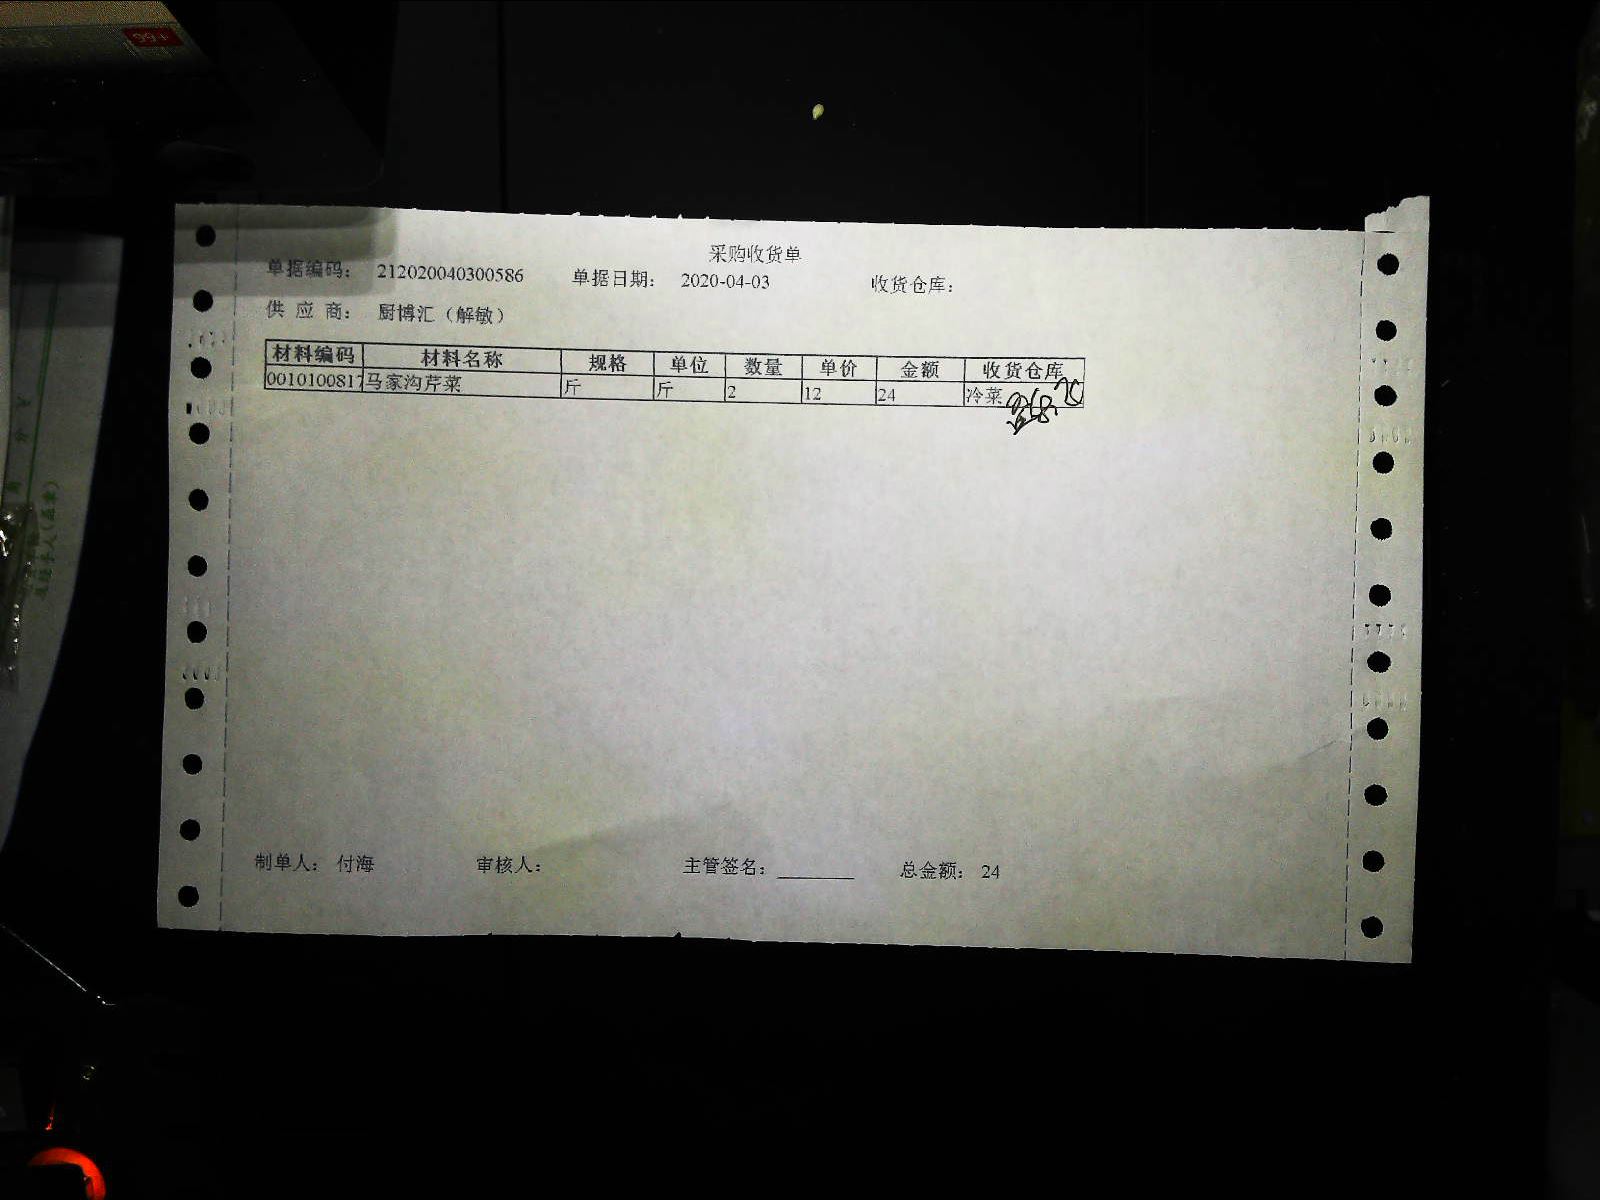 99+
采购收货单
单据编码： 212020040300586 单据日期： 2020-04-03 收货仓库：
供 应 商： 厨博汇（解敏）
材料编码 材料名称 规格 单位 数量 单价 金额 收货仓库
0010100817 马家沟芹菜 斤 斤 2 12 24 冷菜
制单人： 付海 审核人： 主管签名： 总金额： 24